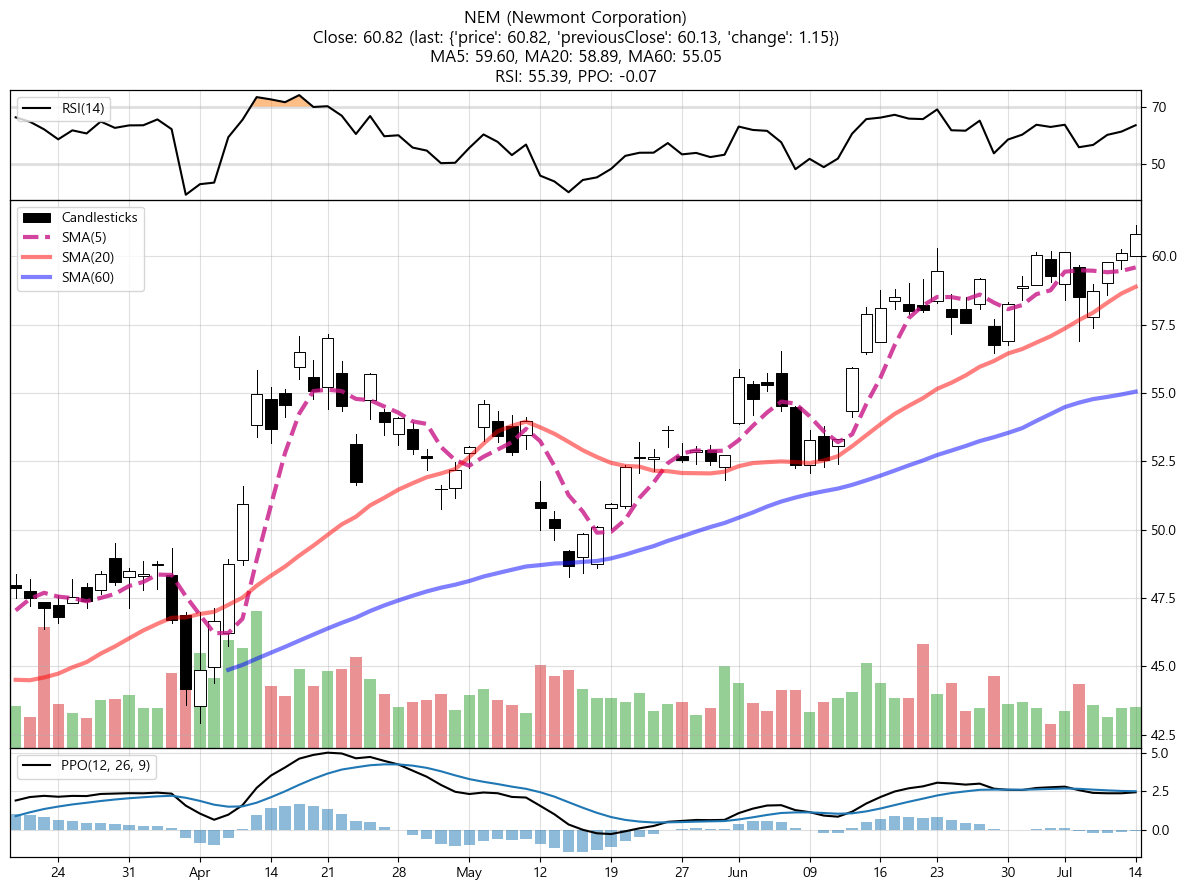 NEM (Newmont Corporation)
Close: 60.82 (last: {'price': 60.82, 'previousClose': 60.13, 'change': 1.15})
MA5: 59.60, MA20: 58.89, MA60: 55.05
RSI: 55.39, PPO: -0.07
RSI(14)
70
50
Candlesticks
SMA(5)
SMA(20)
SMA(60)
60.0
57.5
55.0
52.5
50.0
47.5
45.0
42.5
PPO(12, 26, 9)
5.0
2.5
0.0
24 31 Apr 14 21 28 May 12 19 27 Jun 09 16 23 30 Jul 14